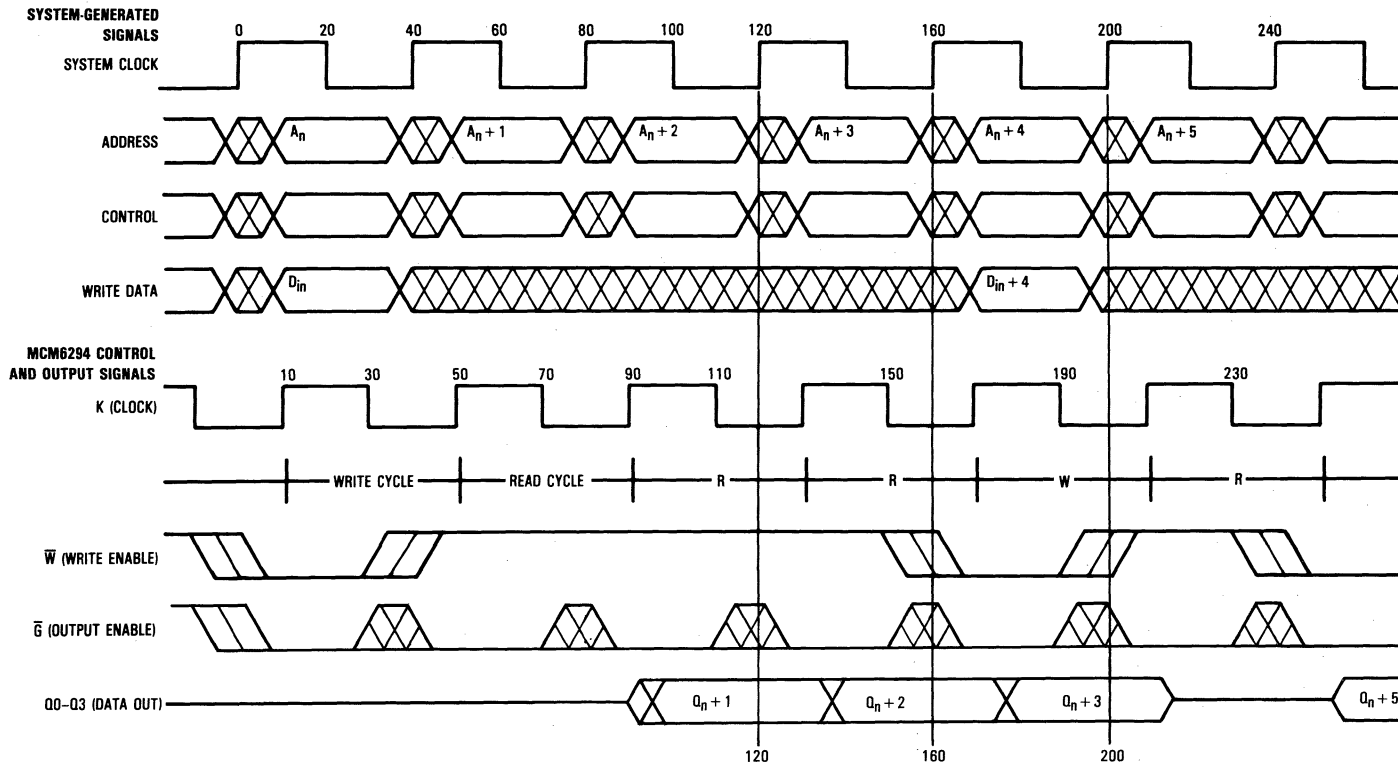 SYSTEM-GENERATED
SIGNALS
0 20 40 60 80 100 120 160 200 240
SYSTEM CLOCK
ADDRESS An An + 1 An + 2 An + 3 An + 4 An + 5
CONTROL
WRITE DATA Din Din + 4
MCM6294 CONTROL
AND OUTPUT SIGNALS
10 30 50 70 90 110 150 190 230
K (CLOCK)
WRITE CYCLE READ CYCLE R R W R
W̅ (WRITE ENABLE)
G̅ (OUTPUT ENABLE)
Q0–Q3 (DATA OUT) Qn + 1 Qn + 2 Qn + 3 Qn + 5
120 160 200